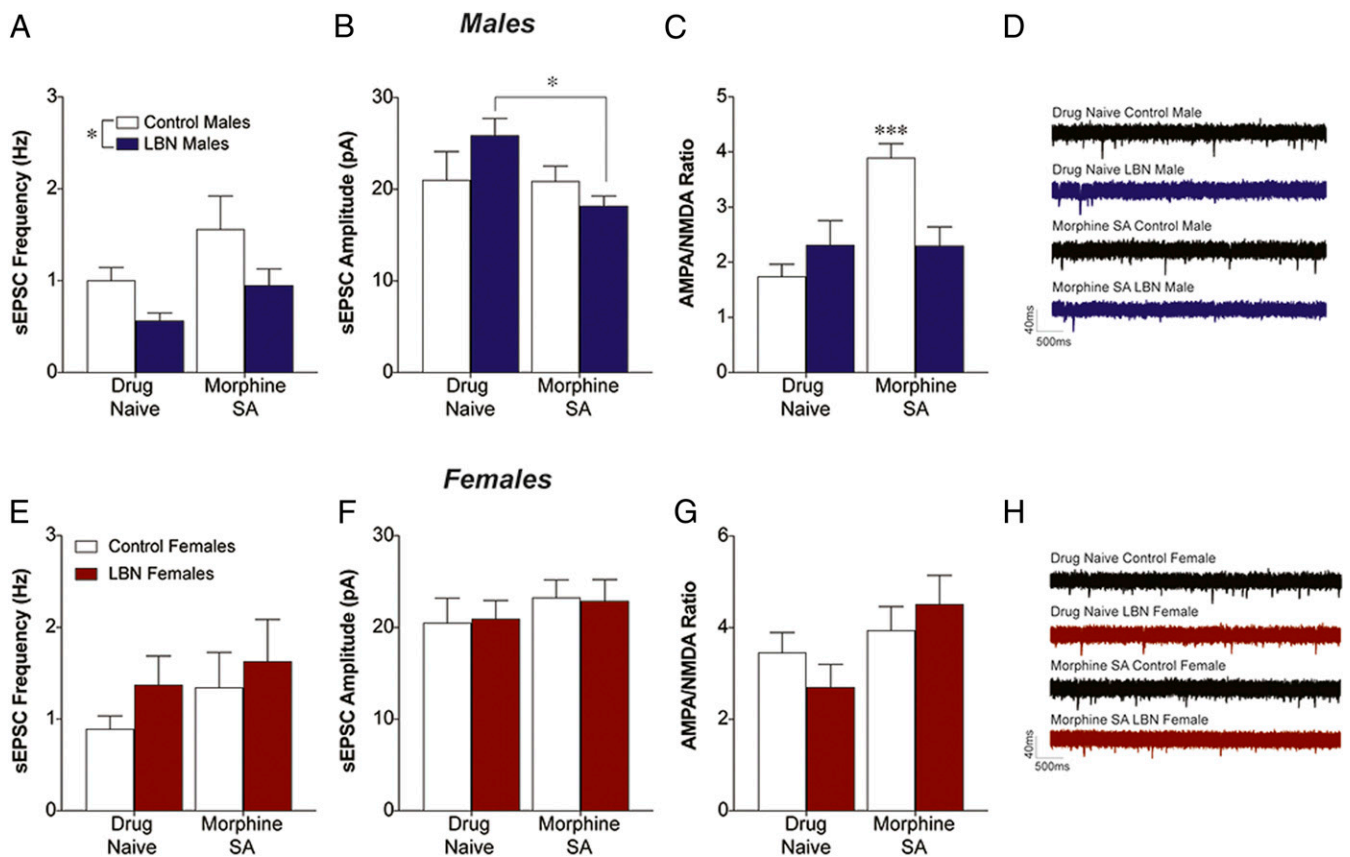 A
B
Males
C
D
sEPSC Frequency (Hz)
3
2
1
0
*
Control Males
LBN Males
Drug Naive
Morphine SA
sEPSC Amplitude (pA)
30
20
10
0
*
Drug Naive
Morphine SA
AMPA/NMDA Ratio
5
4
3
2
1
0
***
Drug Naive
Morphine SA
Drug Naive Control Male
Drug Naive LBN Male
Morphine SA Control Male
Morphine SA LBN Male
40ms
500ms
Females
E
F
G
H
sEPSC Frequency (Hz)
3
2
1
0
Control Females
LBN Females
Drug Naive
Morphine SA
sEPSC Amplitude (pA)
30
20
10
0
Drug Naive
Morphine SA
AMPA/NMDA Ratio
6
4
2
0
Drug Naive
Morphine SA
Drug Naive Control Female
Drug Naive LBN Female
Morphine SA Control Female
Morphine SA LBN Female
40ms
500ms